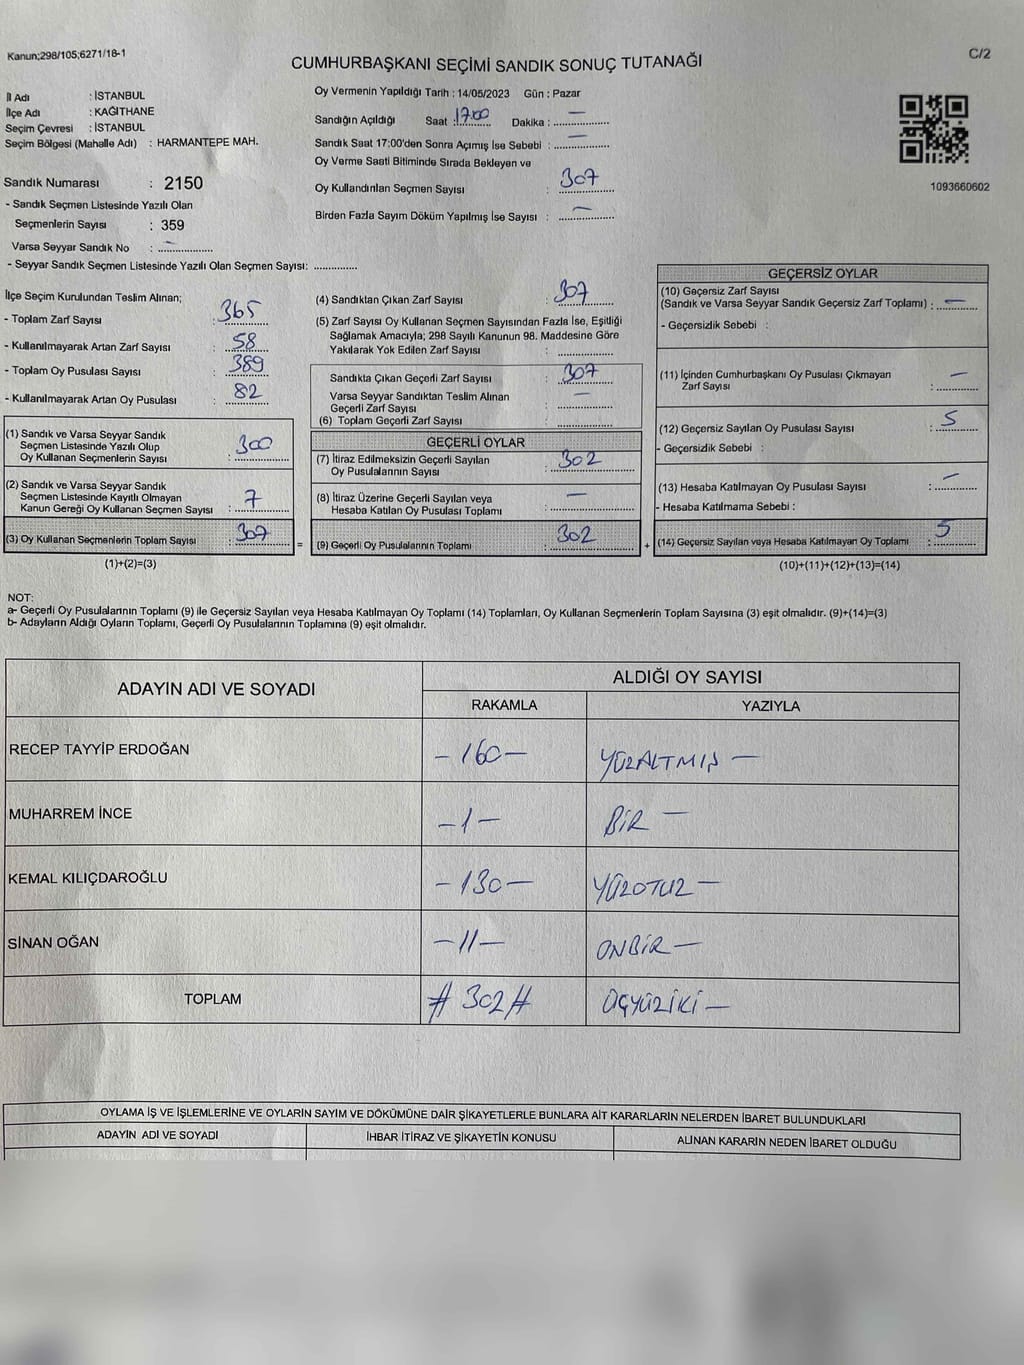 Kanun;298/105;6271/18-1
C/2
CUMHURBAŞKANI SEÇİMİ SANDIK SONUÇ TUTANAĞI
İl Adı : İSTANBUL
İlçe Adı : KAĞITHANE
Seçim Çevresi : İSTANBUL
Seçim Bölgesi (Mahalle Adı) : HARMANTEPE MAH.
Sandık Numarası : 2150
- Sandık Seçmen Listesinde Yazılı Olan
Seçmenlerin Sayısı : 359
Varsa Seyyar Sandık No : –
- Seyyar Sandık Seçmen Listesinde Yazılı Olan Seçmen Sayısı: ..............
Oy Vermenin Yapıldığı Tarih : 14/05/2023 Gün : Pazar
Sandığın Açıldığı Saat : 17.00 Dakika : –
Sandık Saat 17:00'den Sonra Açımış İse Sebebi : –
Oy Verme Saati Bitiminde Sırada Bekleyen ve
Oy Kullandırılan Seçmen Sayısı : 307
Birden Fazla Sayım Döküm Yapılmış İse Sayısı : –
1093660602
İlçe Seçim Kurulundan Teslim Alınan;
- Toplam Zarf Sayısı : 365
- Kullanılmayarak Artan Zarf Sayısı : 58
- Toplam Oy Pusulası Sayısı : 389
- Kullanılmayarak Artan Oy Pusulası : 82
(1) Sandık ve Varsa Seyyar Sandık
Seçmen Listesinde Yazılı Olup
Oy Kullanan Seçmenlerin Sayısı : 300
(2) Sandık ve Varsa Seyyar Sandık
Seçmen Listesinde Kayıtlı Olmayan
Kanun Gereği Oy Kullanan Seçmen Sayısı : 7
(3) Oy Kullanan Seçmenlerin Toplam Sayısı : 307
(1)+(2)=(3)
=
(4) Sandıktan Çıkan Zarf Sayısı : 307
(5) Zarf Sayısı Oy Kullanan Seçmen Sayısından Fazla İse, Eşitliği
Sağlamak Amacıyla; 298 Sayılı Kanunun 98. Maddesine Göre
Yakılarak Yok Edilen Zarf Sayısı : ..............
Sandıkta Çıkan Geçerli Zarf Sayısı : 307
Varsa Seyyar Sandıktan Teslim Alınan
Geçerli Zarf Sayısı –
(6) Toplam Geçerli Zarf Sayısı : ..............
GEÇERLİ OYLAR
(7) İtiraz Edilmeksizin Geçerli Sayılan
Oy Pusulalarının Sayısı : 302
(8) İtiraz Üzerine Geçerli Sayılan veya
Hesaba Katılan Oy Pusulası Toplamı : –
(9) Geçerli Oy Pusulalarının Toplamı : 302
+
GEÇERSİZ OYLAR
(10) Geçersiz Zarf Sayısı
(Sandık ve Varsa Seyyar Sandık Geçersiz Zarf Toplamı) : –
- Geçersizlik Sebebi :
(11) İçinden Cumhurbaşkanı Oy Pusulası Çıkmayan
Zarf Sayısı : –
(12) Geçersiz Sayılan Oy Pusulası Sayısı : 5
- Geçersizlik Sebebi :
(13) Hesaba Katılmayan Oy Pusulası Sayısı : –
- Hesaba Katılmama Sebebi :
(14) Geçersiz Sayılan veya Hesaba Katılmayan Oy Toplamı : 5
(10)+(11)+(12)+(13)=(14)
NOT:
a- Geçerli Oy Pusulalarının Toplamı (9) ile Geçersiz Sayılan veya Hesaba Katılmayan Oy Toplamı (14) Toplamları, Oy Kullanan Seçmenlerin Toplam Sayısına (3) eşit olmalıdır. (9)+(14)=(3)
b- Adayların Aldığı Oyların Toplamı, Geçerli Oy Pusulalarının Toplamına (9) eşit olmalıdır.
ADAYIN ADI VE SOYADI
ALDIĞI OY SAYISI
RAKAMLA
YAZIYLA
RECEP TAYYİP ERDOĞAN – 160 – YÜZALTMIŞ –
MUHARREM İNCE – 1 – BİR –
KEMAL KILIÇDAROĞLU – 130 – YÜZOTUZ –
SİNAN OĞAN – 11 – ONBİR –
TOPLAM # 302 # ÜÇYÜZİKİ –
OYLAMA İŞ VE İŞLEMLERİNE VE OYLARIN SAYIM VE DÖKÜMÜNE DAİR ŞİKAYETLERLE BUNLARA AİT KARARLARIN NELERDEN İBARET BULUNDUKLARI
ADAYIN ADI VE SOYADI
İHBAR İTİRAZ VE ŞİKAYETİN KONUSU
ALINAN KARARIN NEDEN İBARET OLDUĞU